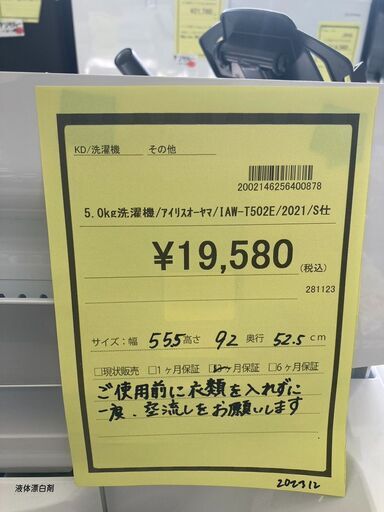 ¥21,780
KD/洗濯機 その他
2002146256400878
5.0kg洗濯機/アイリスオーヤマ/IAW-T502E/2021/S仕
¥19,580 (税込)
281123
サイズ:幅 55.5 高さ 92 奥行 52.5 cm
□現状販売 □1ヶ月保証 ヶ月保証 □6ヶ月保証
ご使用前に衣類を入れずに
一度、空流しをお願いします
液体漂白剤